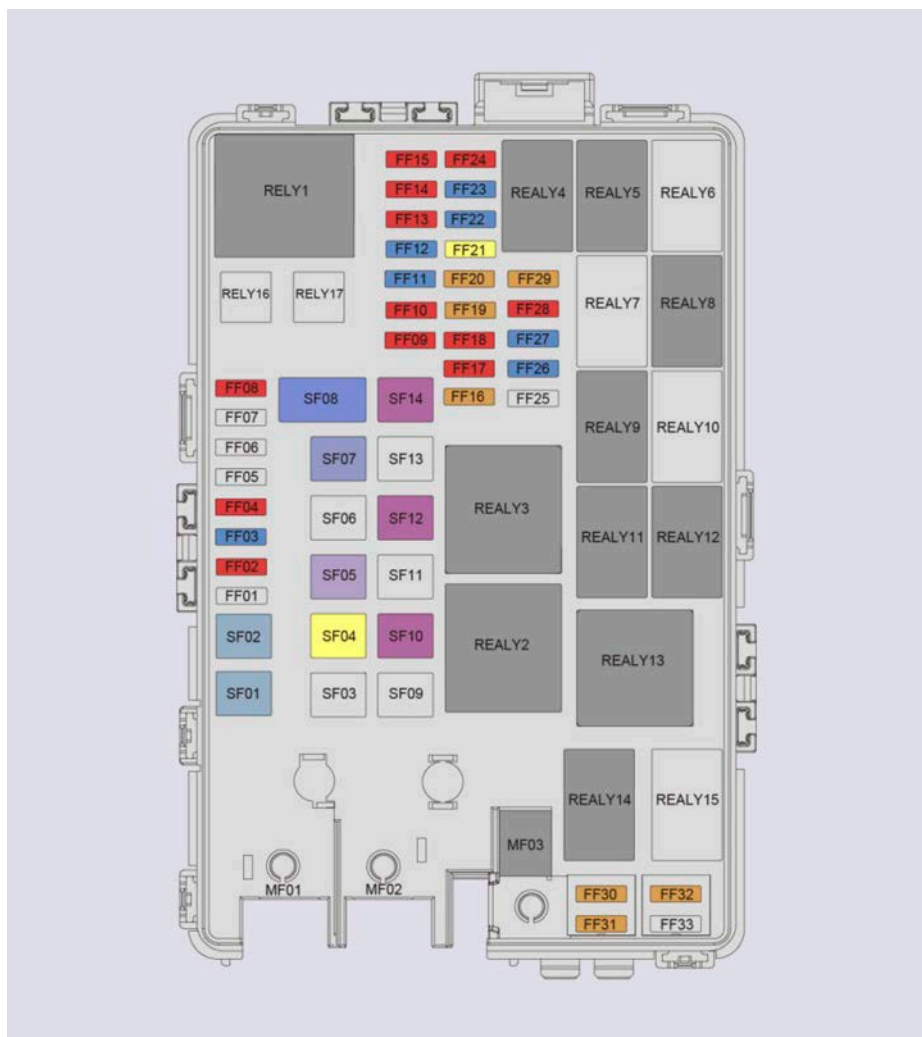 RELY1
FF15 FF24
FF14 FF23
FF13 FF22
FF12 FF21
FF11 FF20 FF29
FF10 FF19 FF28
FF09 FF18 FF27
FF17 FF26
FF16 FF25
REALY4 REALY5 REALY6
REALY7 REALY8
REALY9 REALY10
REALY11 REALY12
RELY16 RELY17
FF08
FF07
FF06
FF05
FF04
FF03
FF02
FF01
SF02
SF01
SF08 SF14
SF07 SF13
SF06 SF12
SF05 SF11
SF04 SF10
SF03 SF09
REALY3
REALY2
REALY13
REALY14 REALY15
MF03
MF01 MF02
FF30 FF32
FF31 FF33